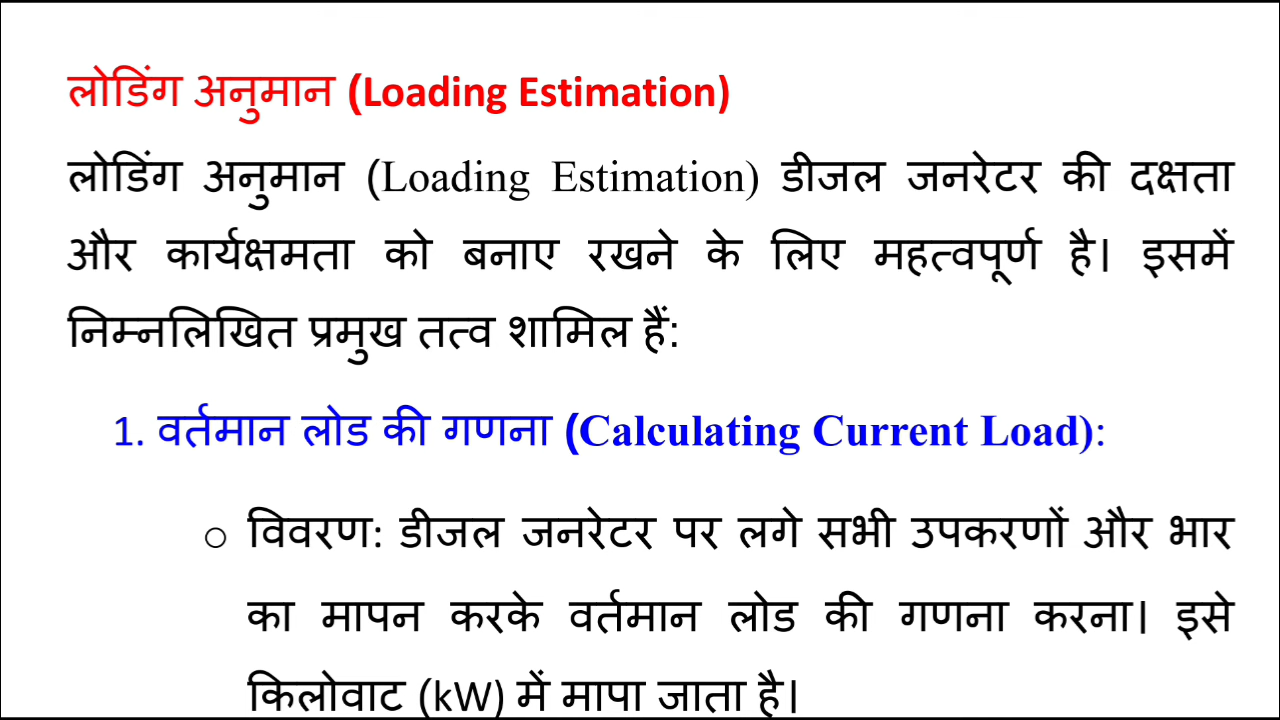 लोडिंग अनुमान (Loading Estimation)
लोडिंग अनुमान (Loading Estimation) डीजल जनरेटर की दक्षता
और कार्यक्षमता को बनाए रखने के लिए महत्वपूर्ण है। इसमें
निम्नलिखित प्रमुख तत्व शामिल हैं:
1. वर्तमान लोड की गणना (Calculating Current Load):
○ विवरण: डीजल जनरेटर पर लगे सभी उपकरणों और भार
का मापन करके वर्तमान लोड की गणना करना। इसे
किलोवाट (kW) में मापा जाता है।